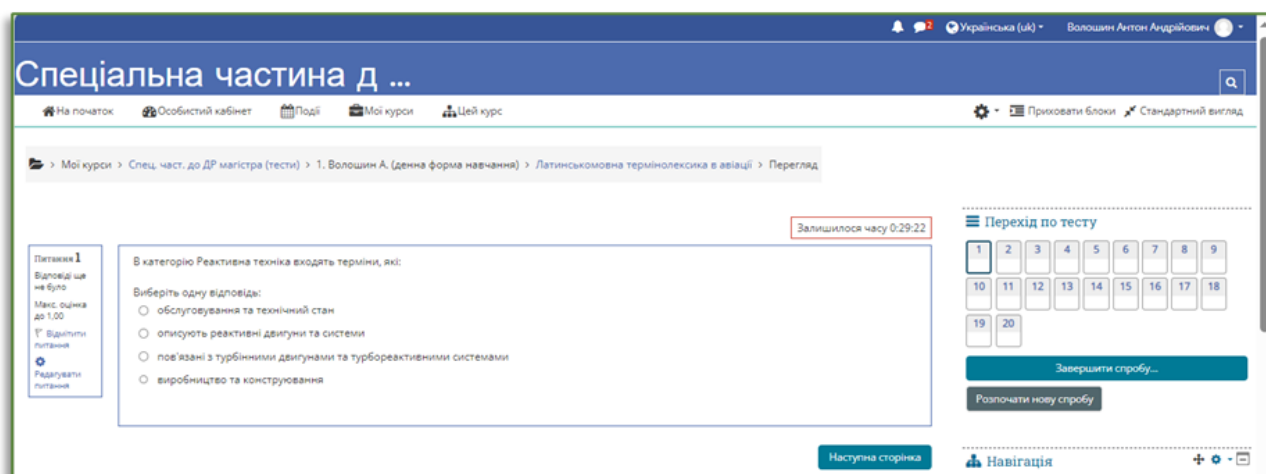 2 Українська (uk) Волошин Антон Андрійович
Спеціальна частина д ...
На початок Особистий кабінет Події Мої курси Цей курс Приховати блоки Стандартний вигляд
Мої курси > Спец. част. до ДР магістра (тести) > 1. Волошин А. (денна форма навчання) > Латинськомовна термінолексика в авіації > Перегляд
Залишилося часу 0:29:22
Питання 1
Відповіді ще
не було
Макс. оцінка
до 1,00
Відмітити
питання
Редагувати
питання
В категорію Реактивна техніка входять терміни, які:
Виберіть одну відповідь:
обслуговування та технічний стан
описують реактивні двигуни та системи
пов'язані з турбінними двигунами та турбореактивними системами
виробництво та конструювання
Наступна сторінка
Перехід по тесту
1 2 3 4 5 6 7 8 9
10 11 12 13 14 15 16 17 18
19 20
Завершити спробу...
Розпочати нову спробу
Навігація